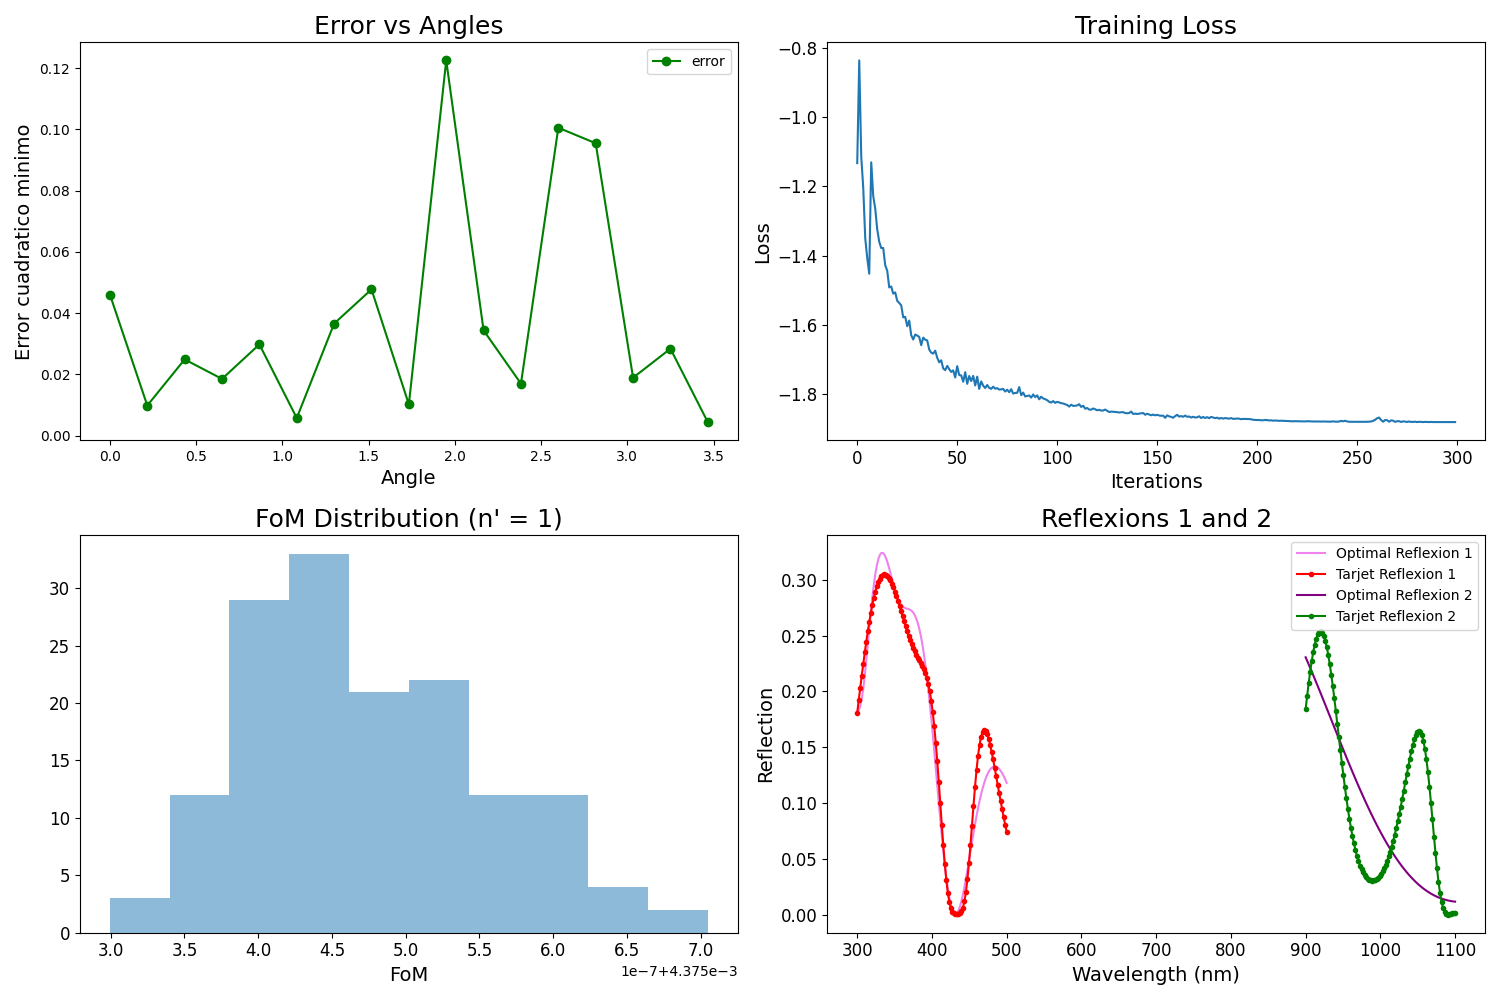 Error vs Angles
error
Error cuadratico minimo
0.12
0.10
0.08
0.06
0.04
0.02
0.00
0.0 0.5 1.0 1.5 2.0 2.5 3.0 3.5
Angle
Training Loss
Loss
−0.8
−1.0
−1.2
−1.4
−1.6
−1.8
0 50 100 150 200 250 300
Iterations
FoM Distribution (n' = 1)
30
25
20
15
10
5
0
3.0 3.5 4.0 4.5 5.0 5.5 6.0 6.5 7.0
FoM
1e−7+4.375e−3
Reflexions 1 and 2
Optimal Reflexion 1
Tarjet Reflexion 1
Optimal Reflexion 2
Tarjet Reflexion 2
Reflection
0.30
0.25
0.20
0.15
0.10
0.05
0.00
300 400 500 600 700 800 900 1000 1100
Wavelength (nm)